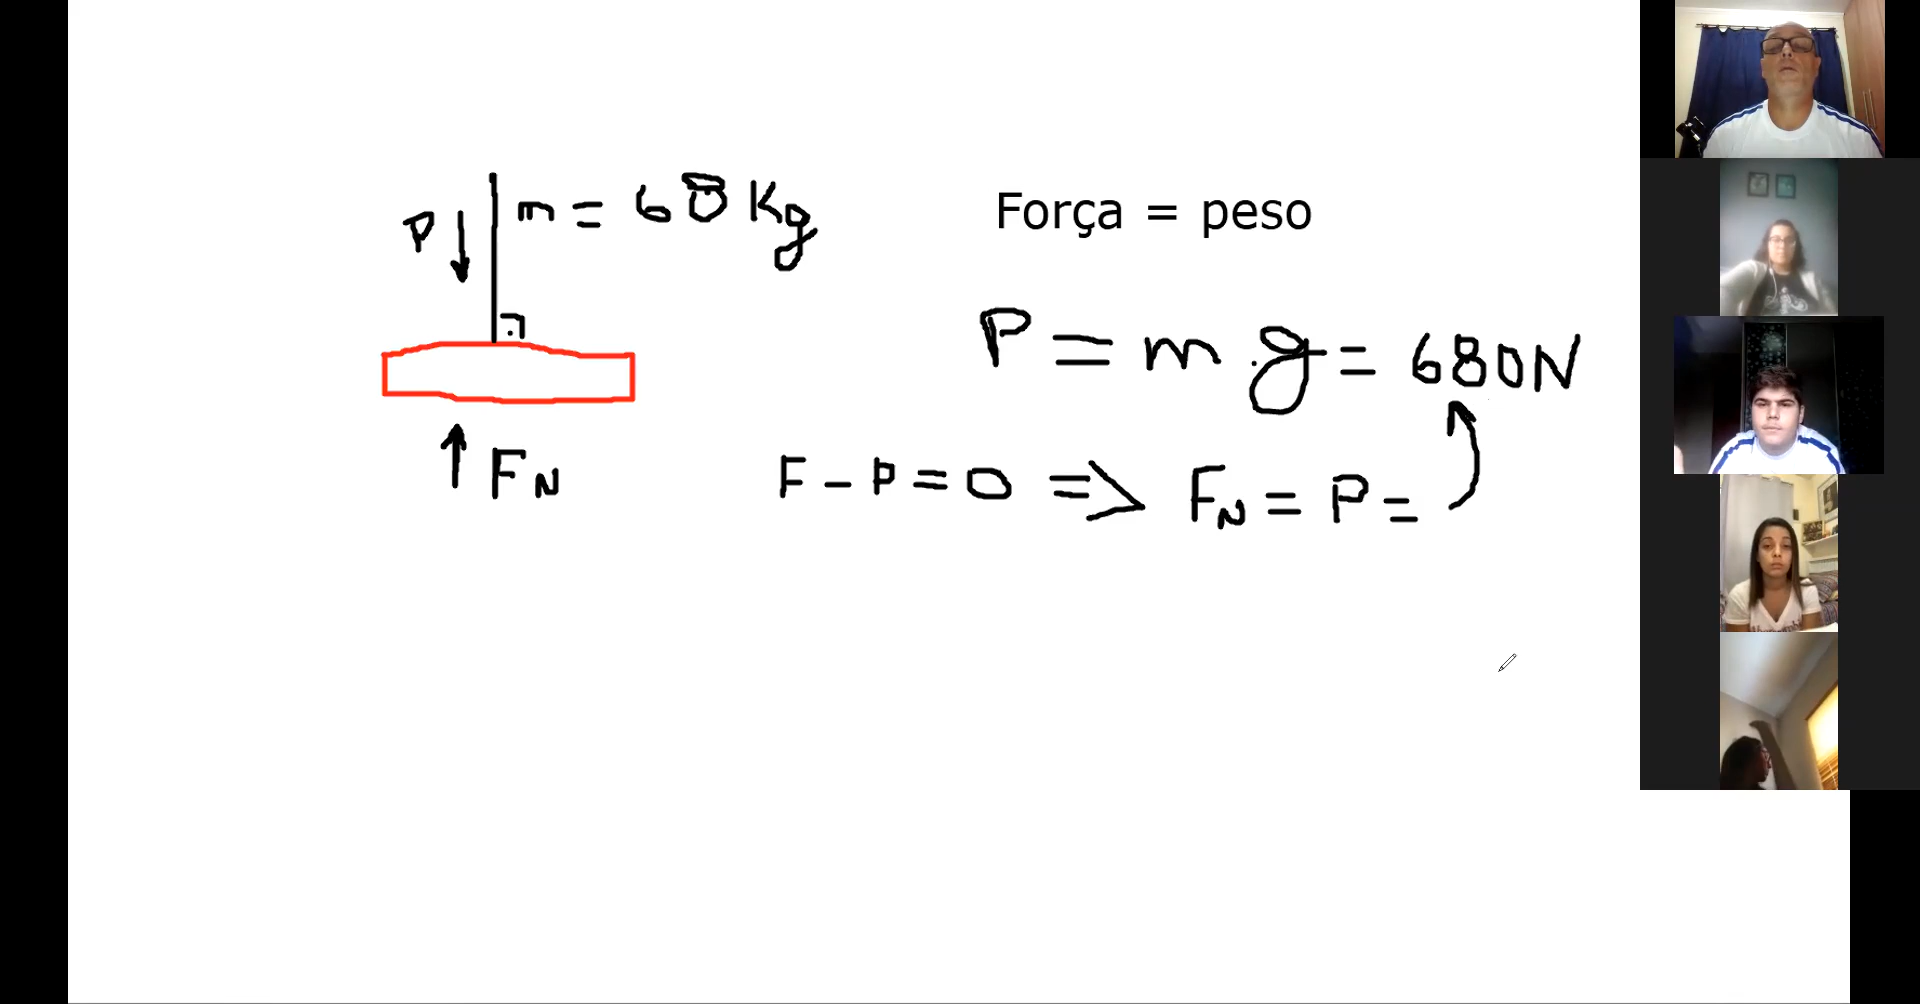 P m = 68 Kg
Força = peso
P = m . g = 680N
FN
F - P = 0 => FN = P =